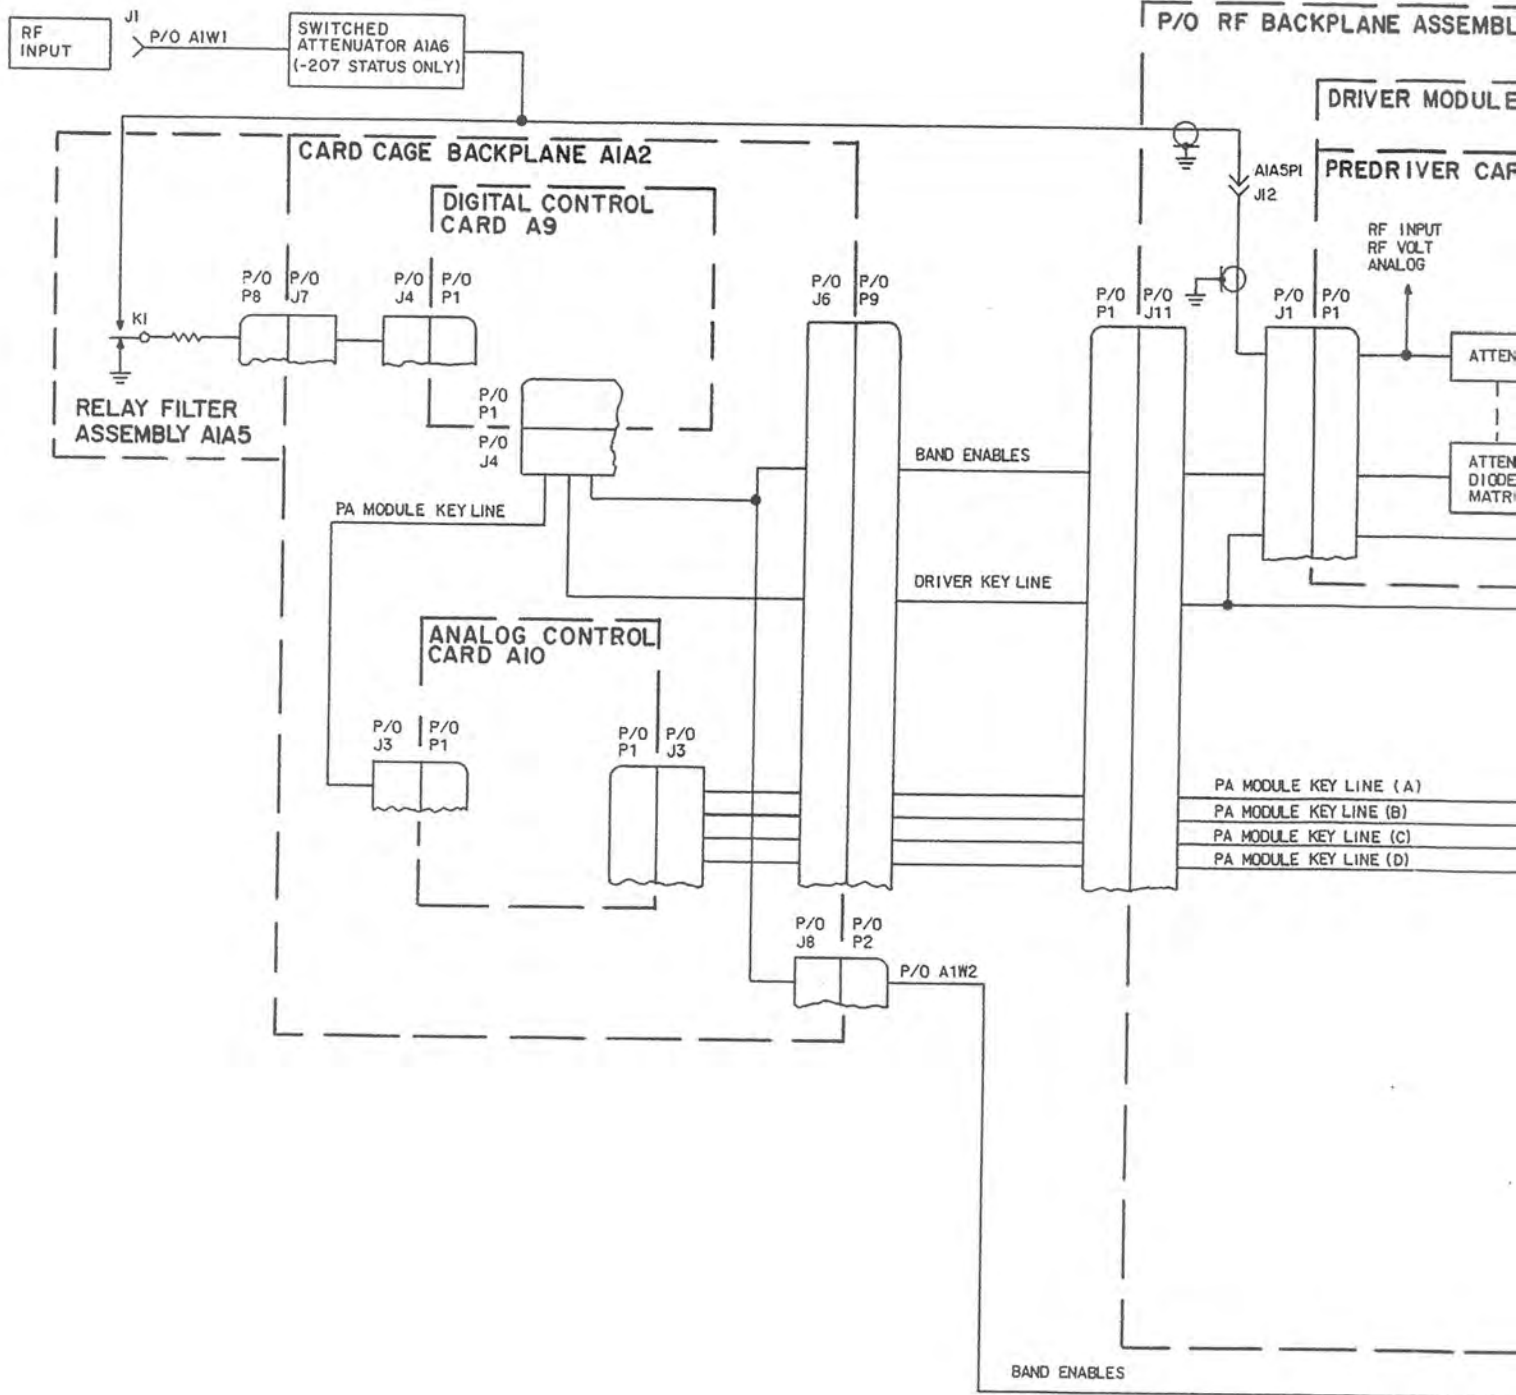 RF
INPUT
J1
P/O A1W1
SWITCHED
ATTENUATOR A1A6
(-207 STATUS ONLY)
P/O RF BACKPLANE ASSEMBL
DRIVER MODULE
PREDRIVER CAR
CARD CAGE BACKPLANE A1A2
DIGITAL CONTROL
CARD A9
A1A5P1
J12
RF INPUT
RF VOLT
ANALOG
P/O P/O
P8 J7
P/O P/O
J4 P1
P/O P/O
J6 P9
P/O P/O
P1 J11
P/O P/O
J1 P1
K1
ATTEN
RELAY FILTER
ASSEMBLY A1A5
P/O
P1
P/O
J4
BAND ENABLES
ATTEN
DIODE
MATRI
PA MODULE KEY LINE
DRIVER KEY LINE
ANALOG CONTROL
CARD A10
P/O P/O
J3 P1
P/O P/O
P1 J3
PA MODULE KEY LINE (A)
PA MODULE KEY LINE (B)
PA MODULE KEY LINE (C)
PA MODULE KEY LINE (D)
P/O P/O
J8 P2
P/O A1W2
BAND ENABLES